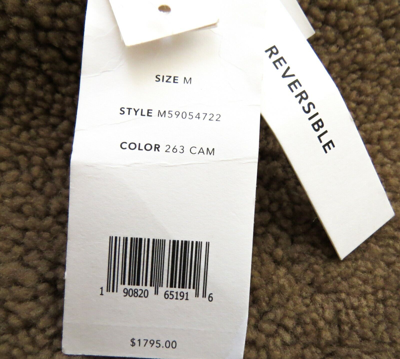 SIZE M
STYLE M59054722
COLOR 263 CAM
1 90820 65191 6
$1795.00
REVERSIBLE